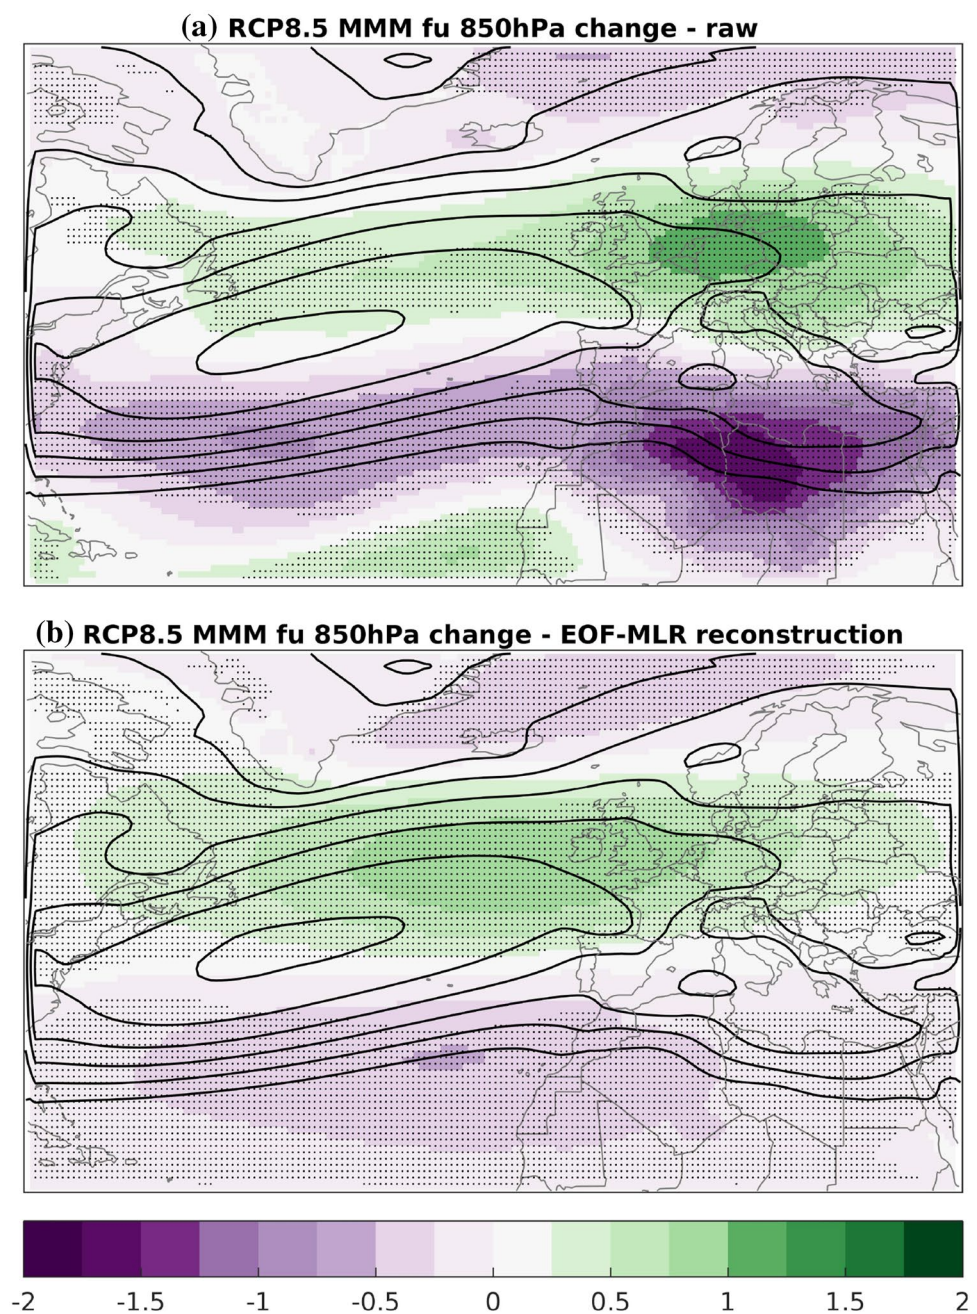 (a) RCP8.5 MMM fu 850hPa change - raw
(b) RCP8.5 MMM fu 850hPa change - EOF-MLR reconstruction
-2 -1.5 -1 -0.5 0 0.5 1 1.5 2